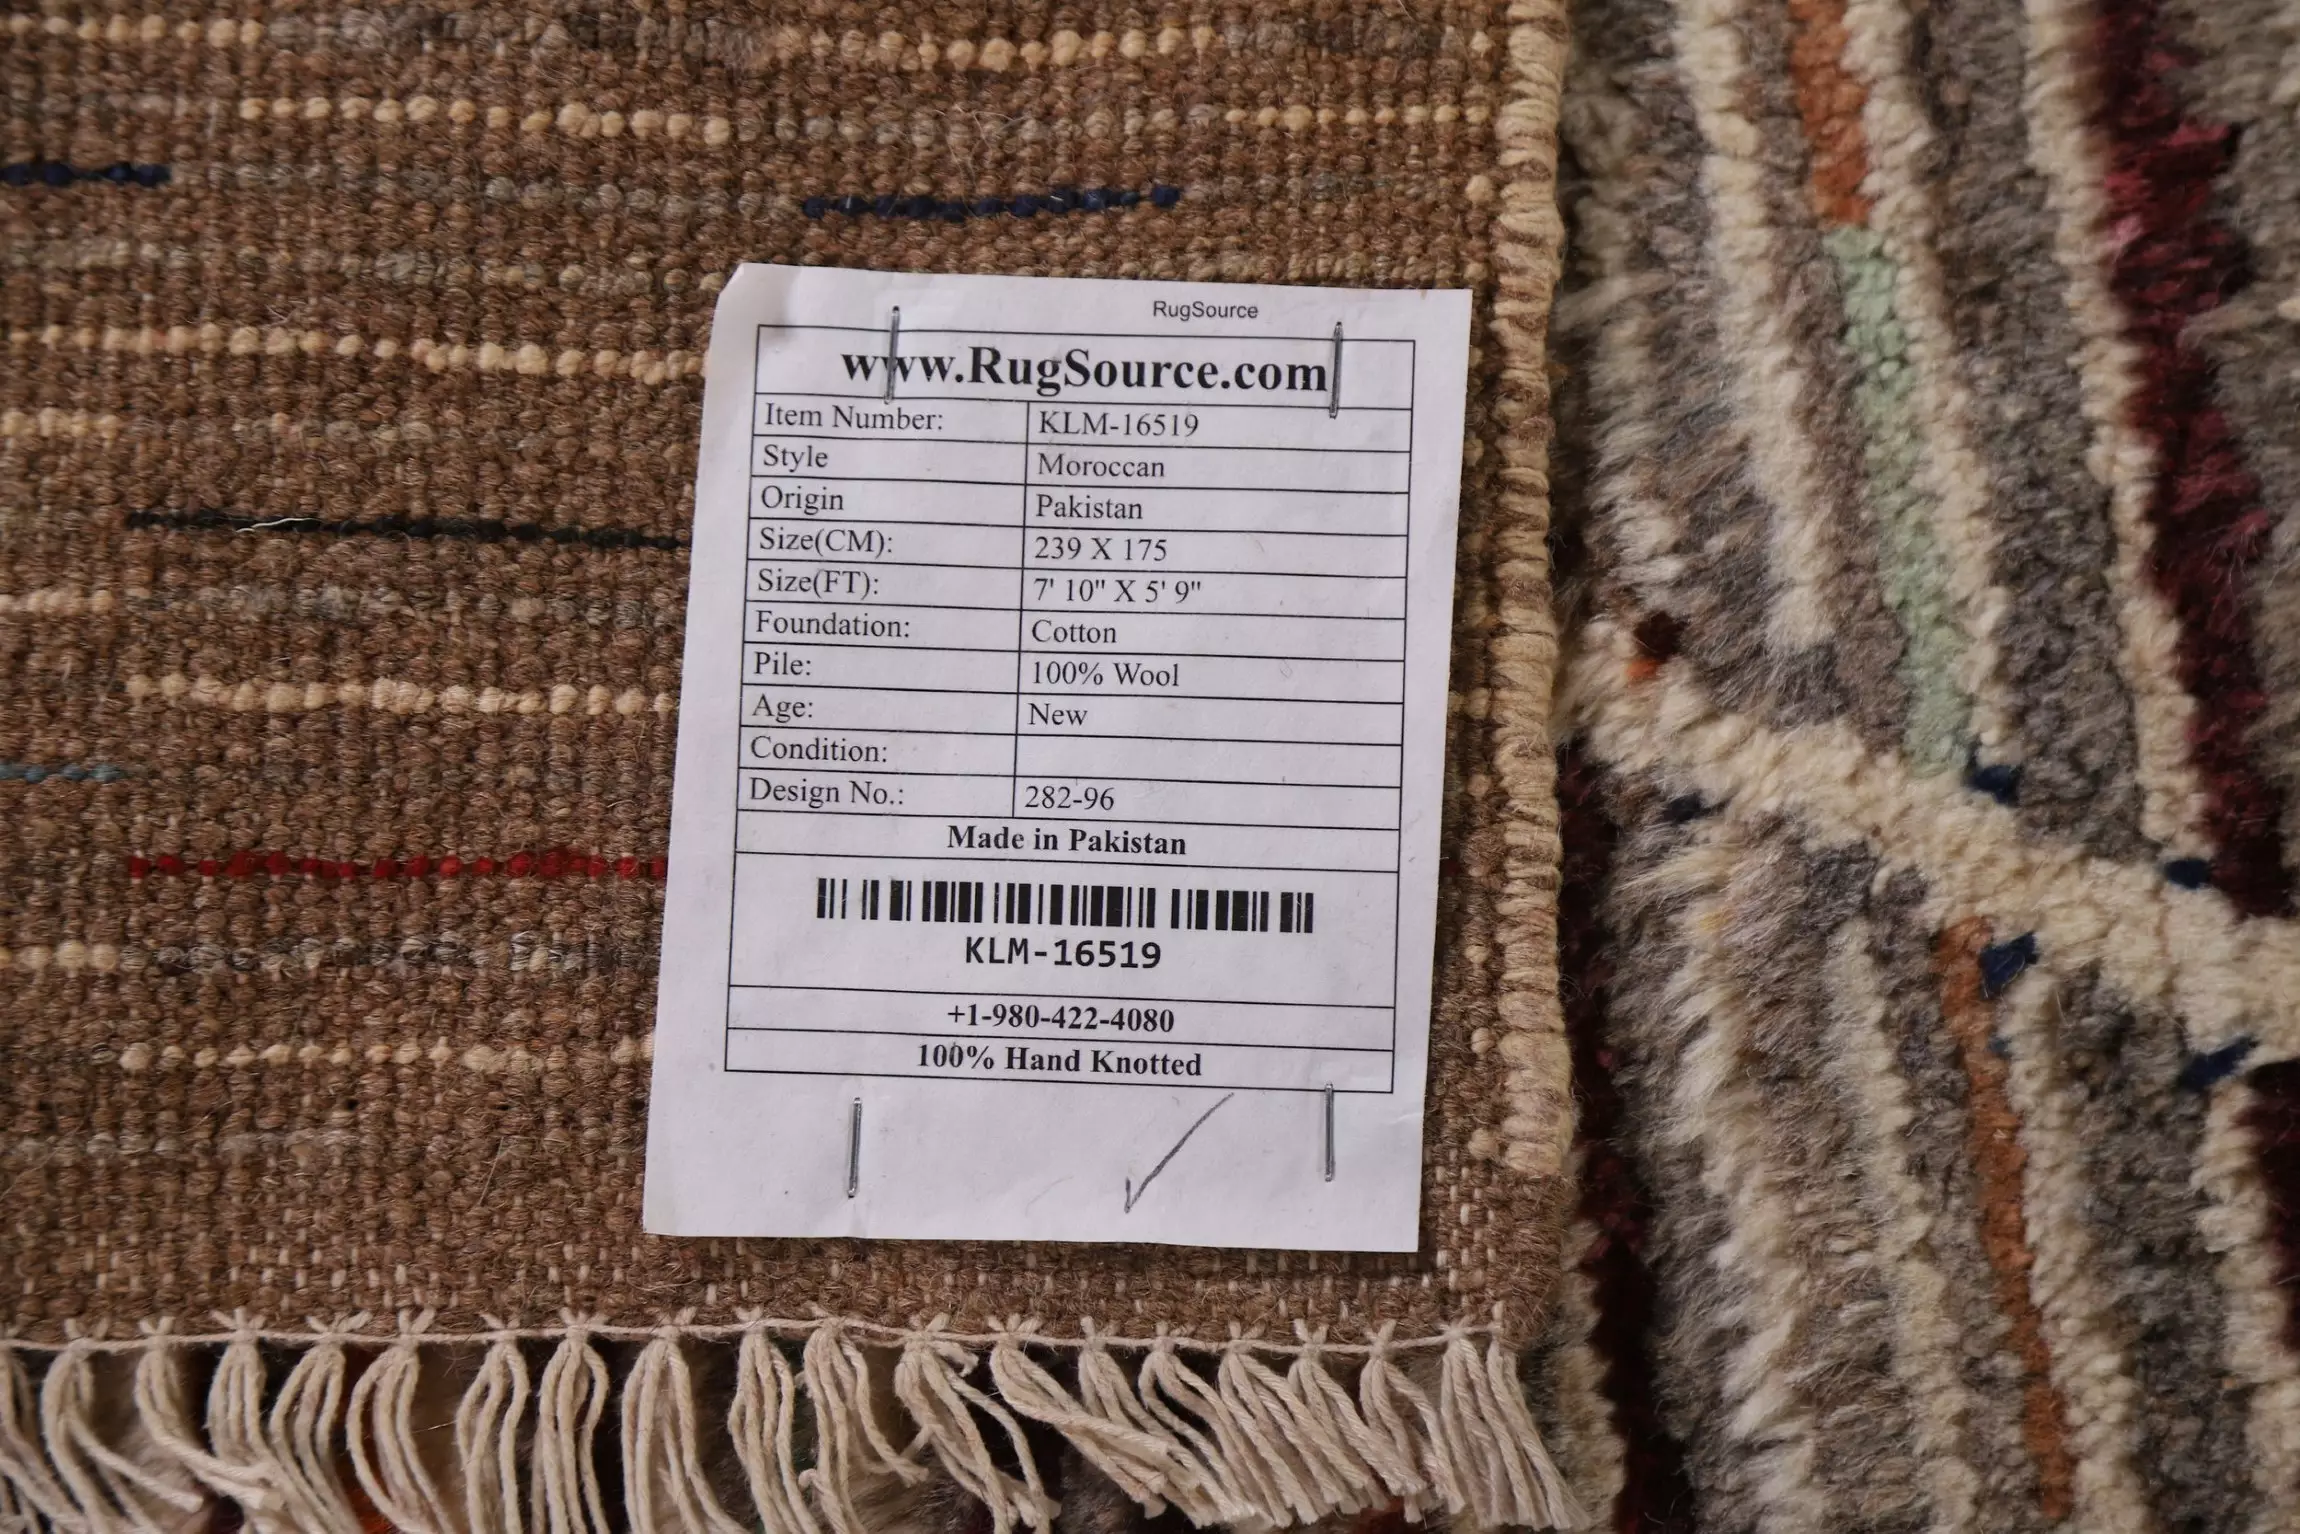 RugSource
www.RugSource.com
Item Number: KLM-16519
Style Moroccan
Origin Pakistan
Size(CM): 239 X 175
Size(FT): 7' 10" X 5' 9"
Foundation: Cotton
Pile: 100% Wool
Age: New
Condition:
Design No.: 282-96
Made in Pakistan
KLM-16519
+1-980-422-4080
100% Hand Knotted